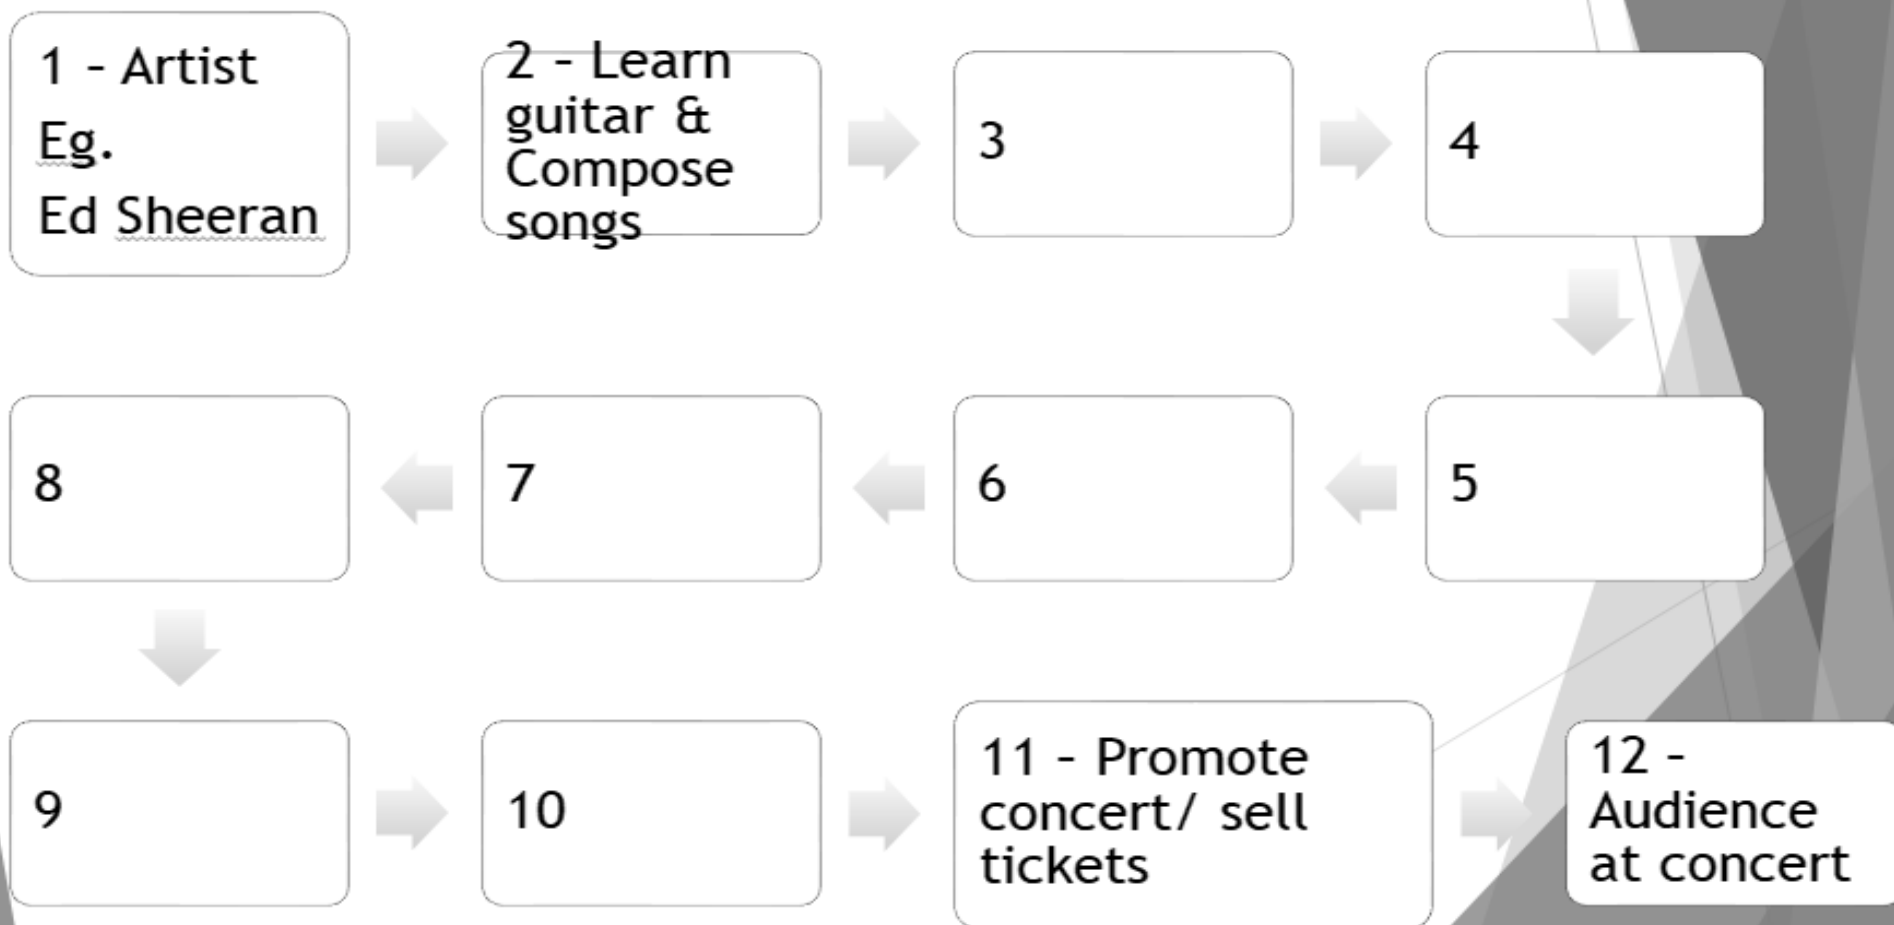 1 – Artist
Eg.
Ed Sheeran
2 – Learn
guitar &
Compose
songs
3
4
5
6
7
8
9
10
11 – Promote
concert/ sell
tickets
12 –
Audience
at concert